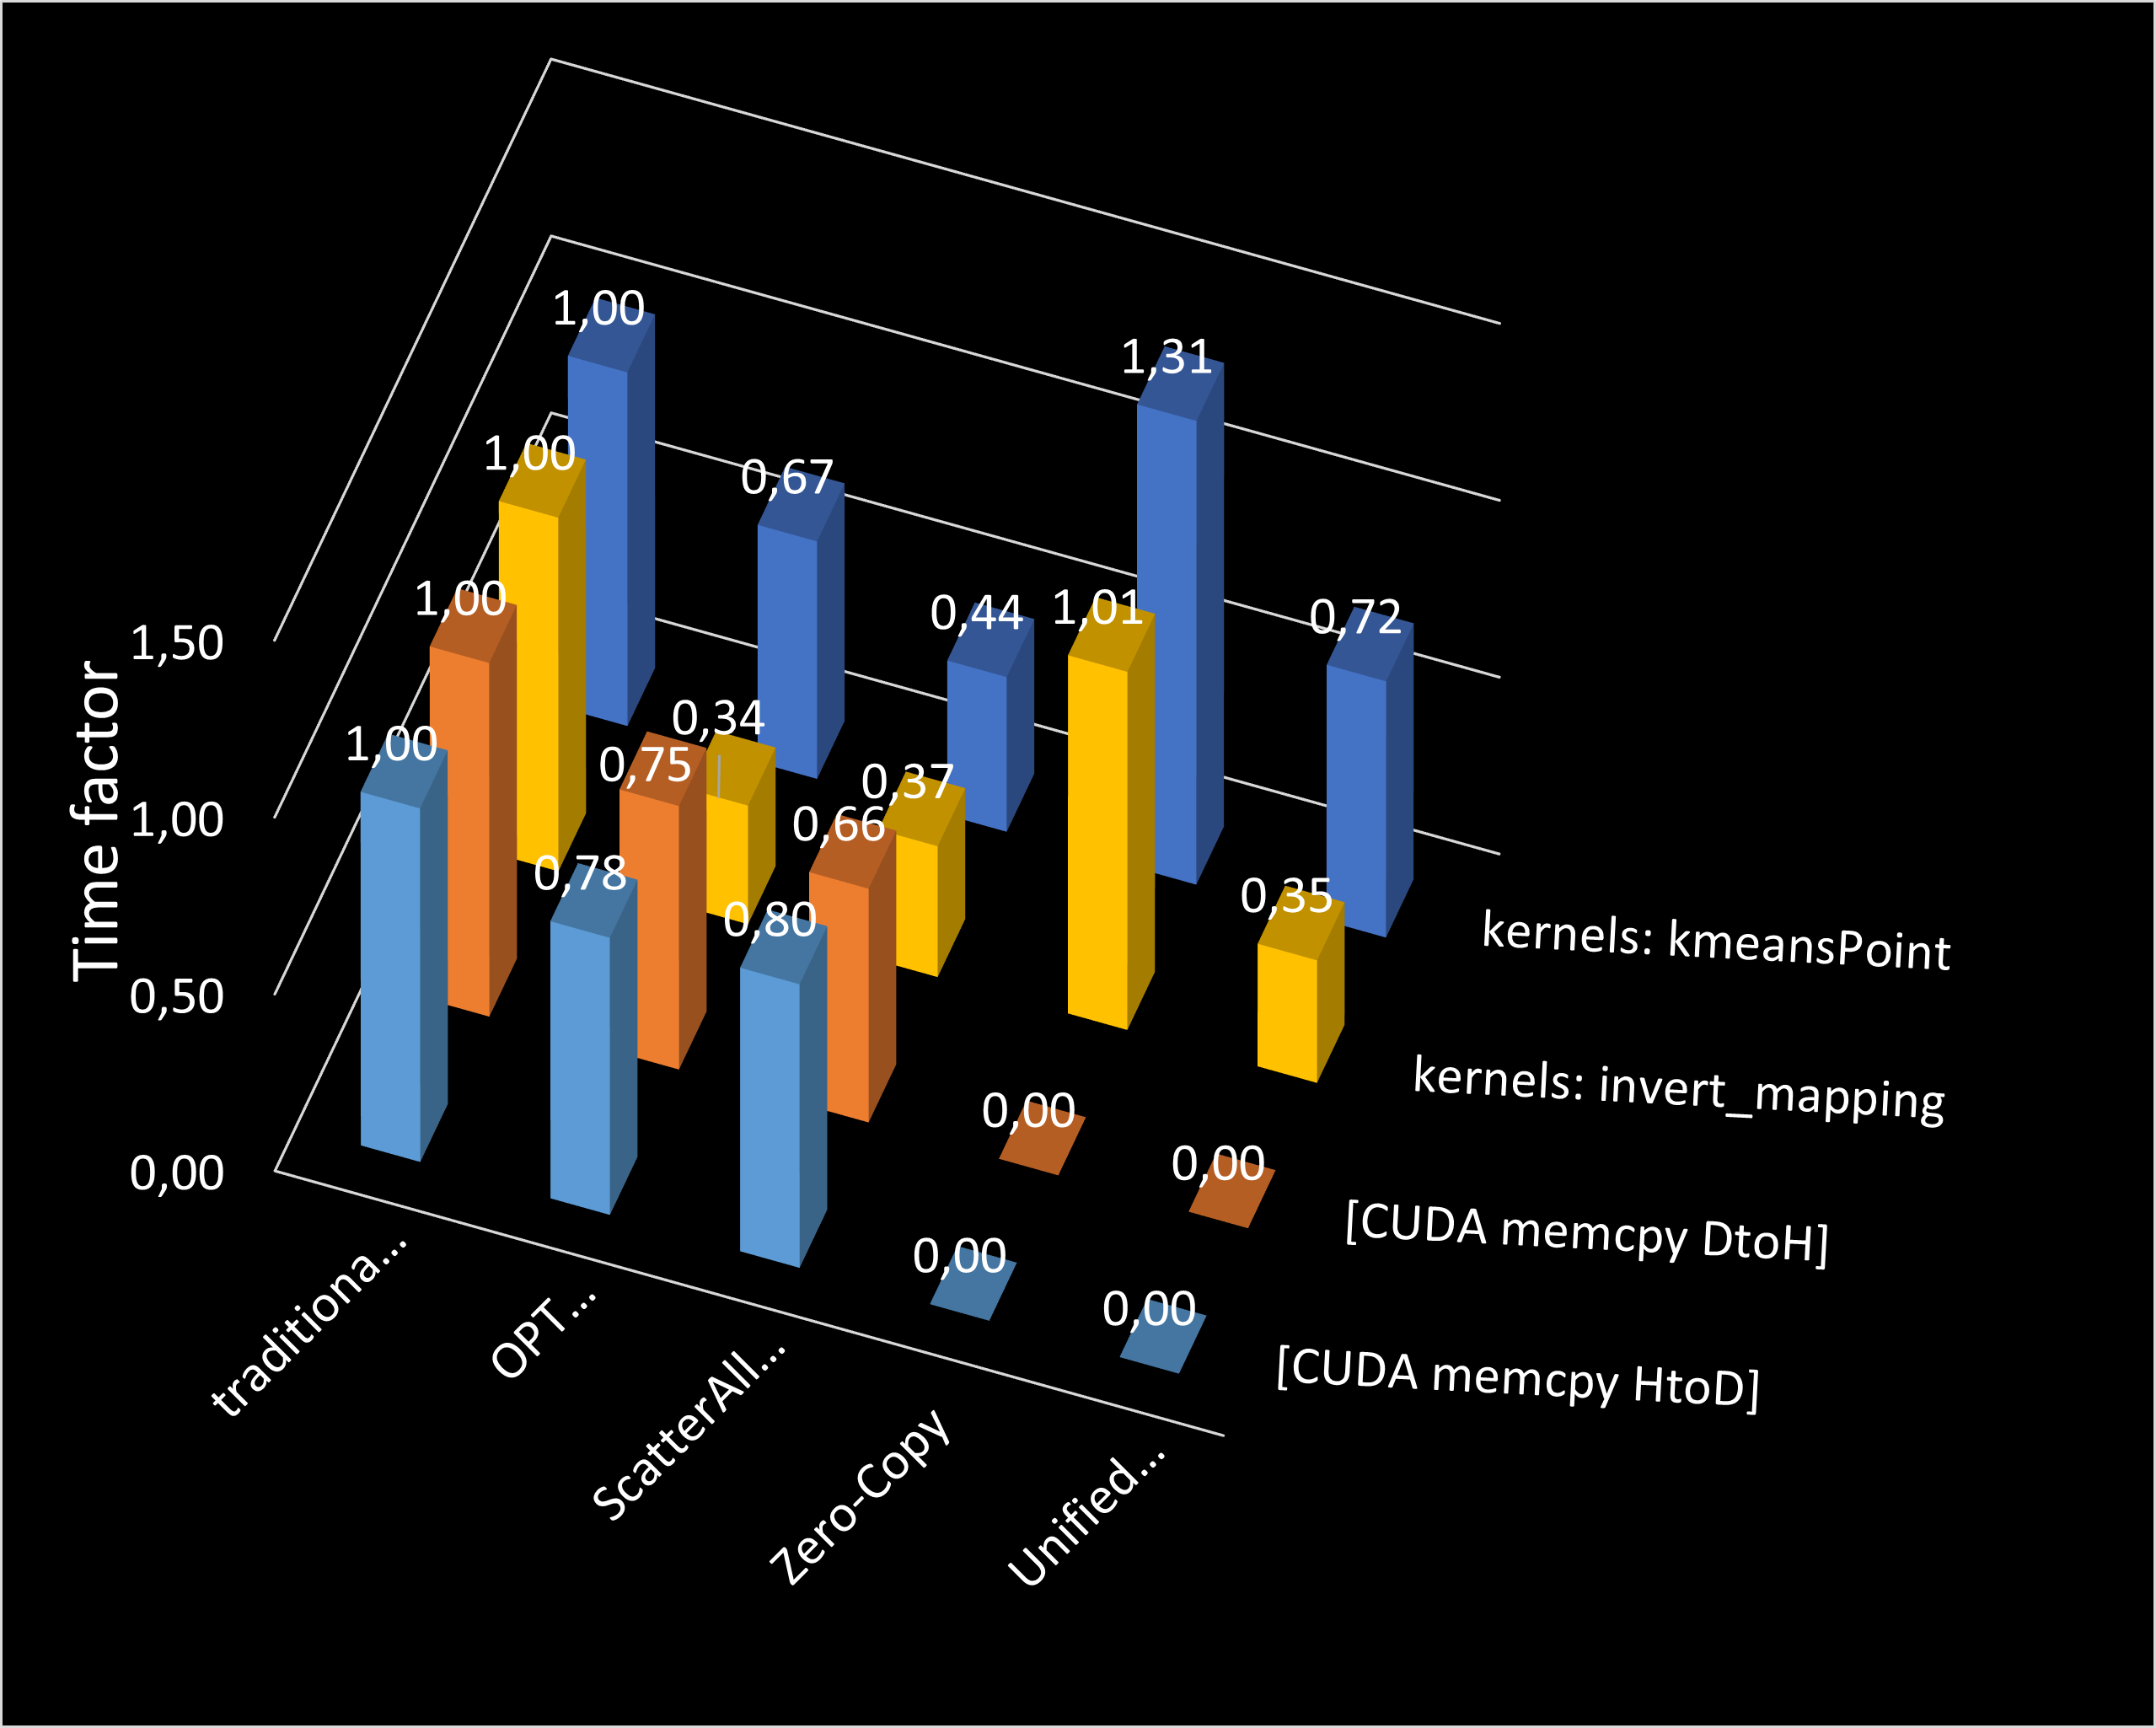 1,00
1,31
1,00
0,67
1,00
0,44
1,01
0,72
1,50
0,34
1,00
0,75
0,37
1,00
0,66
0,78
0,35
0,80
kernels: kmeansPoint
Time factor
0,50
kernels: invert_mapping
0,00
0,00
0,00
[CUDA memcpy DtoH]
0,00
0,00
[CUDA memcpy HtoD]
traditiona...
OPT...
ScatterAll...
Zero-Copy
Unified...